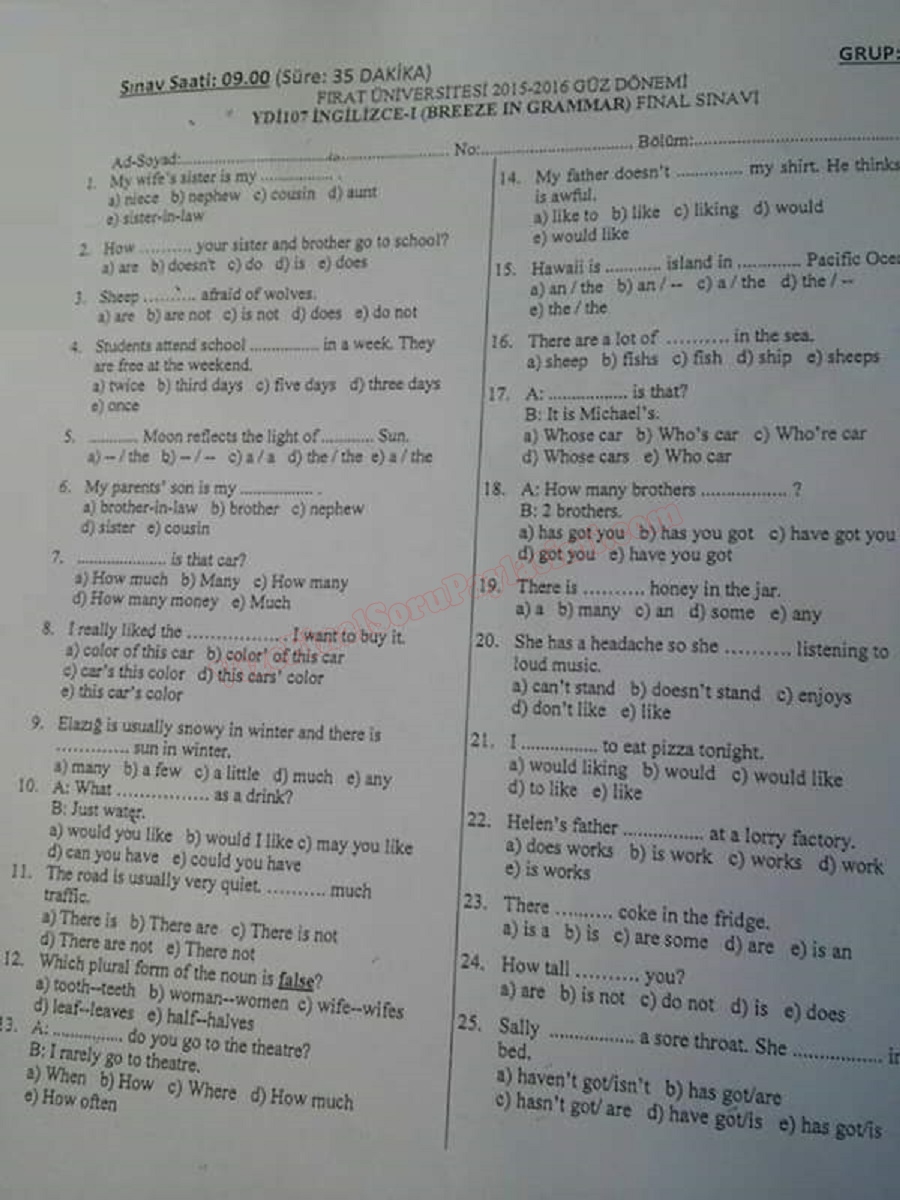 GRUP:
Sınav Saati: 09.00 (Süre: 35 DAKİKA)
FIRAT ÜNİVERSİTESİ 2015-2016 GÜZ DÖNEMİ
YDİ107 İNGİLİZCE-I (BREEZE IN GRAMMAR) FINAL SINAVI
Ad-Soyad:.......................................... No:............................, Bölüm:....................................
1. My wife's sister is my ............... .
a) niece b) nephew c) cousin d) aunt
e) sister-in-law
2. How .......... your sister and brother go to school?
a) are b) doesn't c) do d) is e) does
3. Sheep .......... afraid of wolves.
a) are b) are not c) is not d) does e) do not
4. Students attend school .............. in a week. They
are free at the weekend.
a) twice b) third days c) five days d) three days
e) once
5. ........... Moon reflects the light of ........... Sun.
a) -- / the b) -- / -- c) a / a d) the / the e) a / the
6. My parents' son is my ............... .
a) brother-in-law b) brother c) nephew
d) sister e) cousin
7. .................... is that car?
a) How much b) Many c) How many
d) How many money e) Much
8. I really liked the ................. . I want to buy it.
a) color of this car b) color' of this car
c) car's this color d) this cars' color
e) this car's color
9. Elazığ is usually snowy in winter and there is
............. sun in winter.
a) many b) a few c) a little d) much e) any
10. A: What ................ as a drink?
B: Just water.
a) would you like b) would I like c) may you like
d) can you have e) could you have
11. The road is usually very quiet. .......... much
traffic.
a) There is b) There are c) There is not
d) There are not e) There not
12. Which plural form of the noun is false?
a) tooth--teeth b) woman--women c) wife--wifes
d) leaf--leaves e) half--halves
13. A: ............. do you go to the theatre?
B: I rarely go to theatre.
a) When b) How c) Where d) How much
e) How often
14. My father doesn't .............. my shirt. He thinks
is awful.
a) like to b) like c) liking d) would
e) would like
15. Hawaii is ............ island in ............. Pacific Oce
a) an / the b) an / -- c) a / the d) the / --
e) the / the
16. There are a lot of .......... in the sea.
a) sheep b) fishs c) fish d) ship e) sheeps
17. A: ................. is that?
B: It is Michael's.
a) Whose car b) Who's car c) Who're car
d) Whose cars e) Who car
18. A: How many brothers ................ ?
B: 2 brothers.
a) has got you b) has you got c) have got you
d) got you e) have you got
19. There is .......... honey in the jar.
a) a b) many c) an d) some e) any
20. She has a headache so she .......... listening to
loud music.
a) can't stand b) doesn't stand c) enjoys
d) don't like e) like
21. I ................ to eat pizza tonight.
a) would liking b) would c) would like
d) to like e) like
22. Helen's father ............... at a lorry factory.
a) does works b) is work c) works d) work
e) is works
23. There .......... coke in the fridge.
a) is a b) is c) are some d) are e) is an
24. How tall .......... you?
a) are b) is not c) do not d) is e) does
25. Sally ................ a sore throat. She ................ in
bed.
a) haven't got/isn't b) has got/are
c) hasn't got/ are d) have got/is e) has got/is